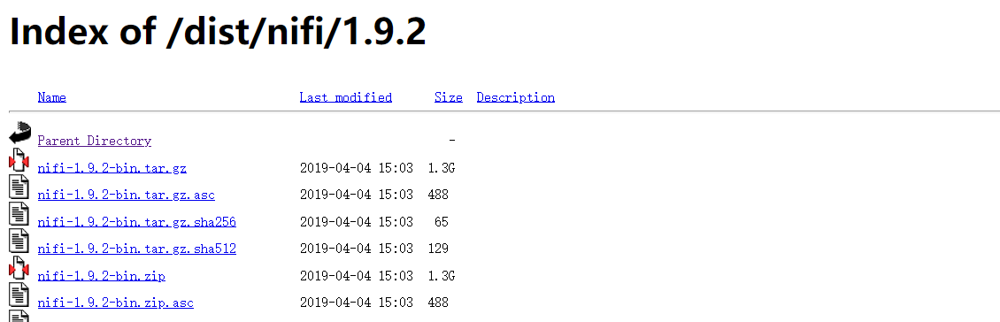 Index of /dist/nifi/1.9.2
Name Last modified Size Description
Parent Directory -
nifi-1.9.2-bin.tar.gz 2019-04-04 15:03 1.3G
nifi-1.9.2-bin.tar.gz.asc 2019-04-04 15:03 488
nifi-1.9.2-bin.tar.gz.sha256 2019-04-04 15:03 65
nifi-1.9.2-bin.tar.gz.sha512 2019-04-04 15:03 129
nifi-1.9.2-bin.zip 2019-04-04 15:03 1.3G
nifi-1.9.2-bin.zip.asc 2019-04-04 15:03 488